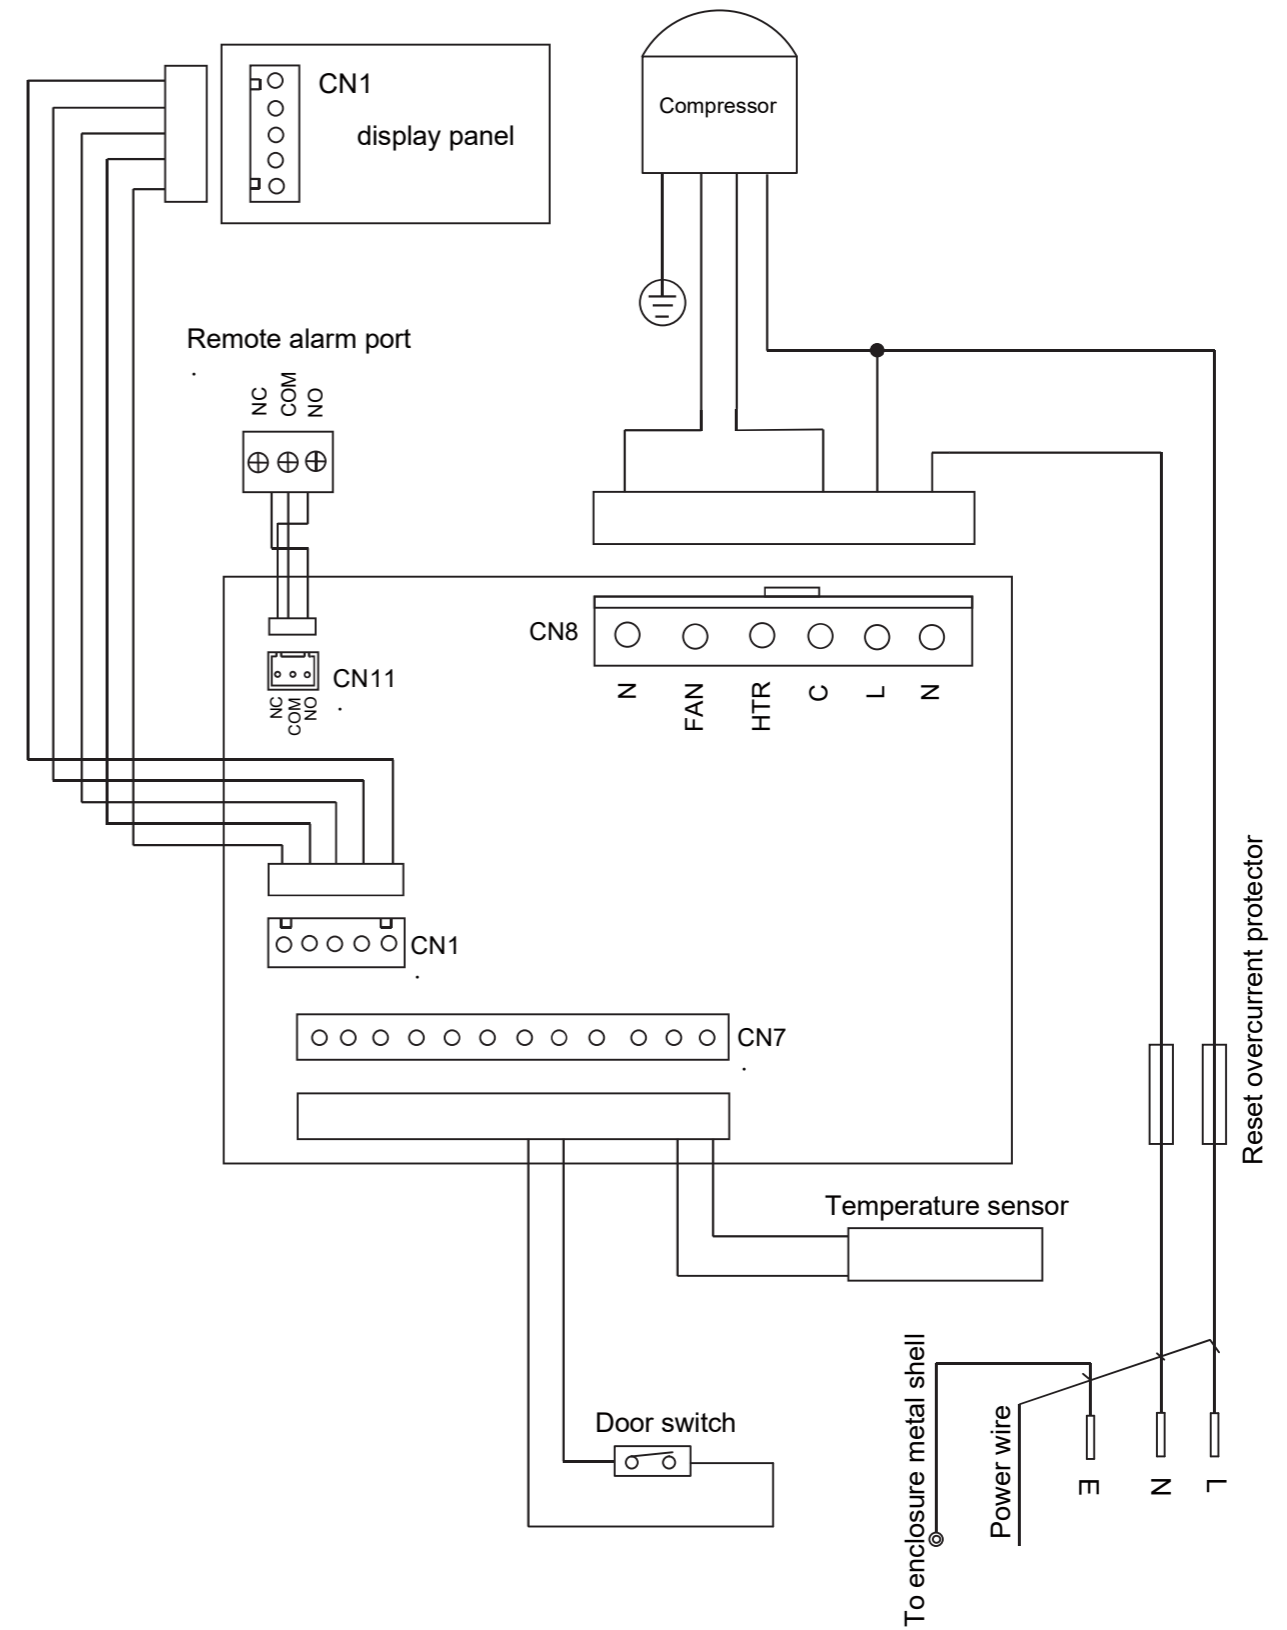 CN1
display panel
Compressor
Remote alarm port
NC
COM
NO
CN8
CN11
NC
COM
NO
N
FAN
HTR
C
L
N
CN1
CN7
Reset overcurrent protector
Temperature sensor
Door switch
To enclosure metal shell
Power wire
E
N
L